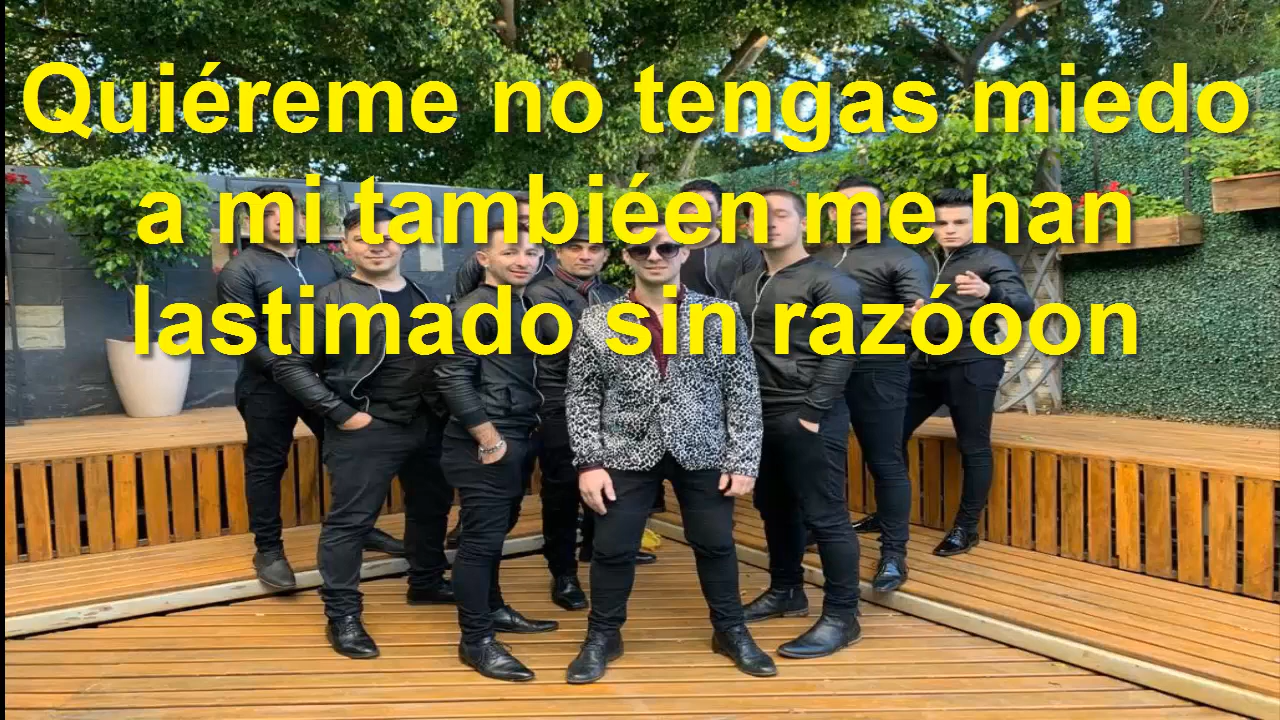 Quiéreme no tengas miedo
a mi tambiéen me han
lastimado sin razóoon